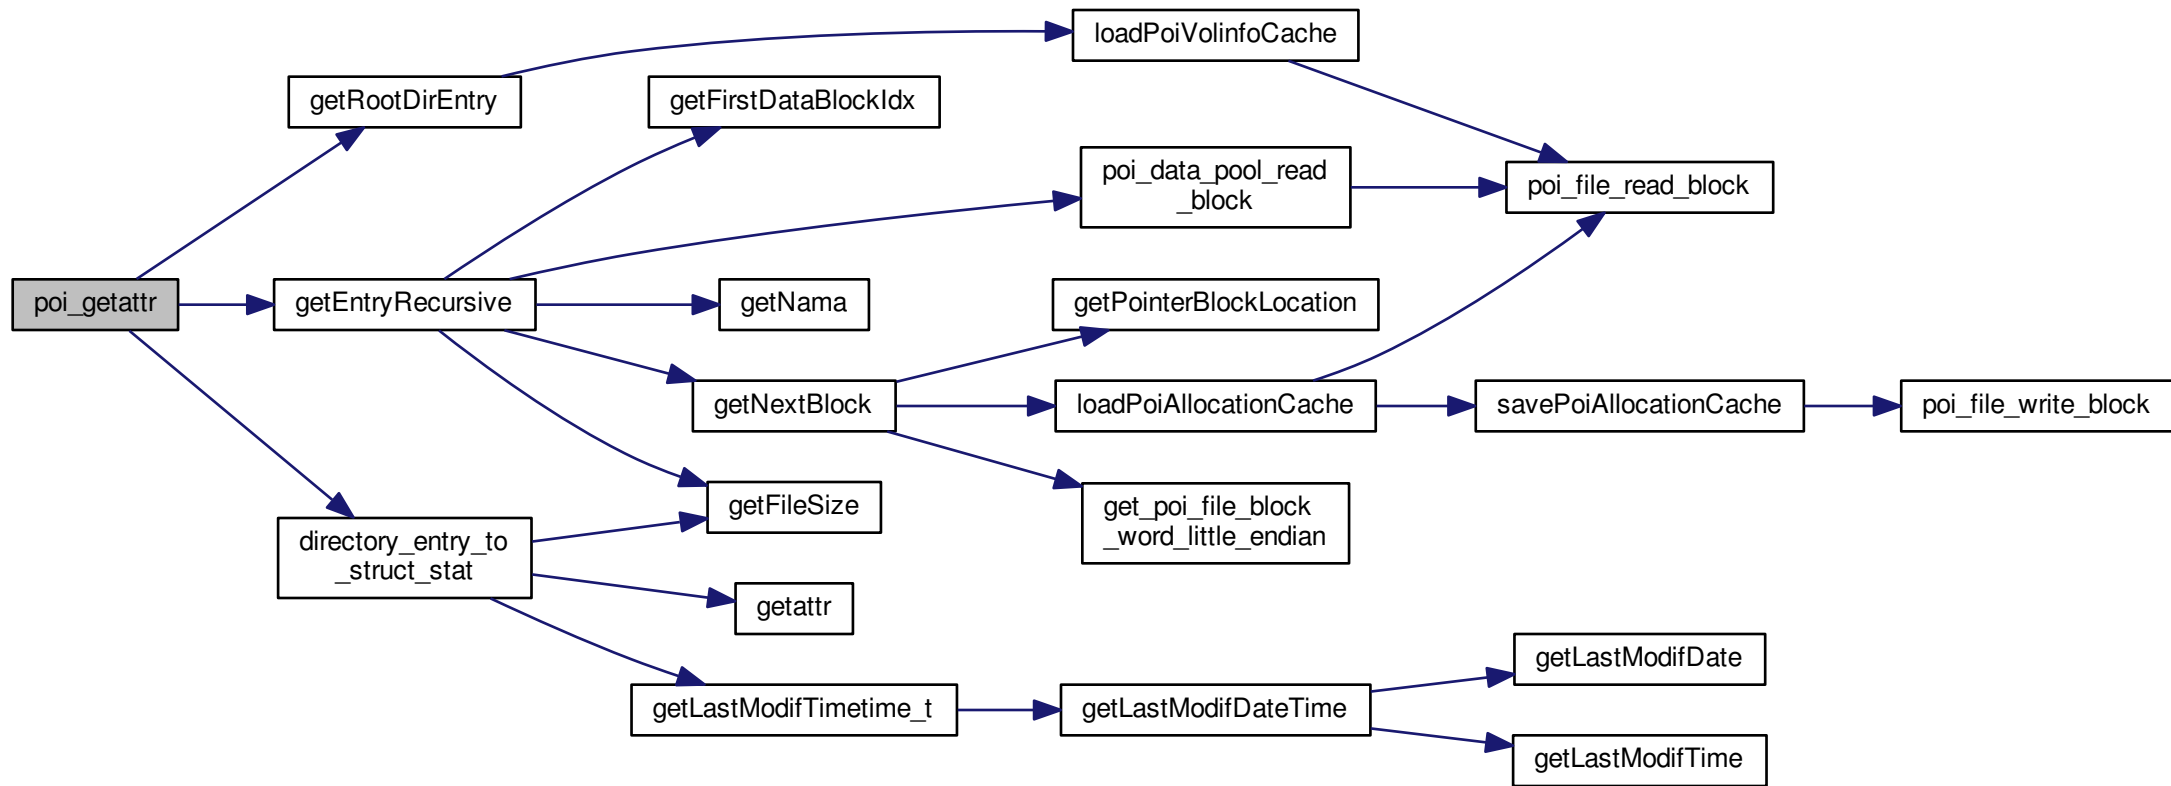 loadPoiVolinfoCache
getRootDirEntry
getFirstDataBlockIdx
poi_data_pool_read
_block
poi_file_read_block
poi_getattr
getEntryRecursive
getNama
getPointerBlockLocation
getNextBlock
loadPoiAllocationCache
savePoiAllocationCache
poi_file_write_block
getFileSize
get_poi_file_block
_word_little_endian
directory_entry_to
_struct_stat
getattr
getLastModifDate
getLastModifTimetime_t
getLastModifDateTime
getLastModifTime